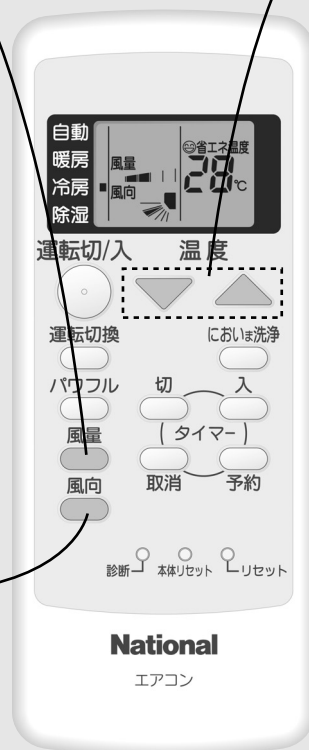 自動
暖房
冷房
除湿
風量
風向
省エネ温度
28℃
運転切/入
温度
運転切換
におい洗浄
パワフル
切
入
(タイマー)
風量
取消
予約
風向
診断
本体リセット
リセット
National
エアコン